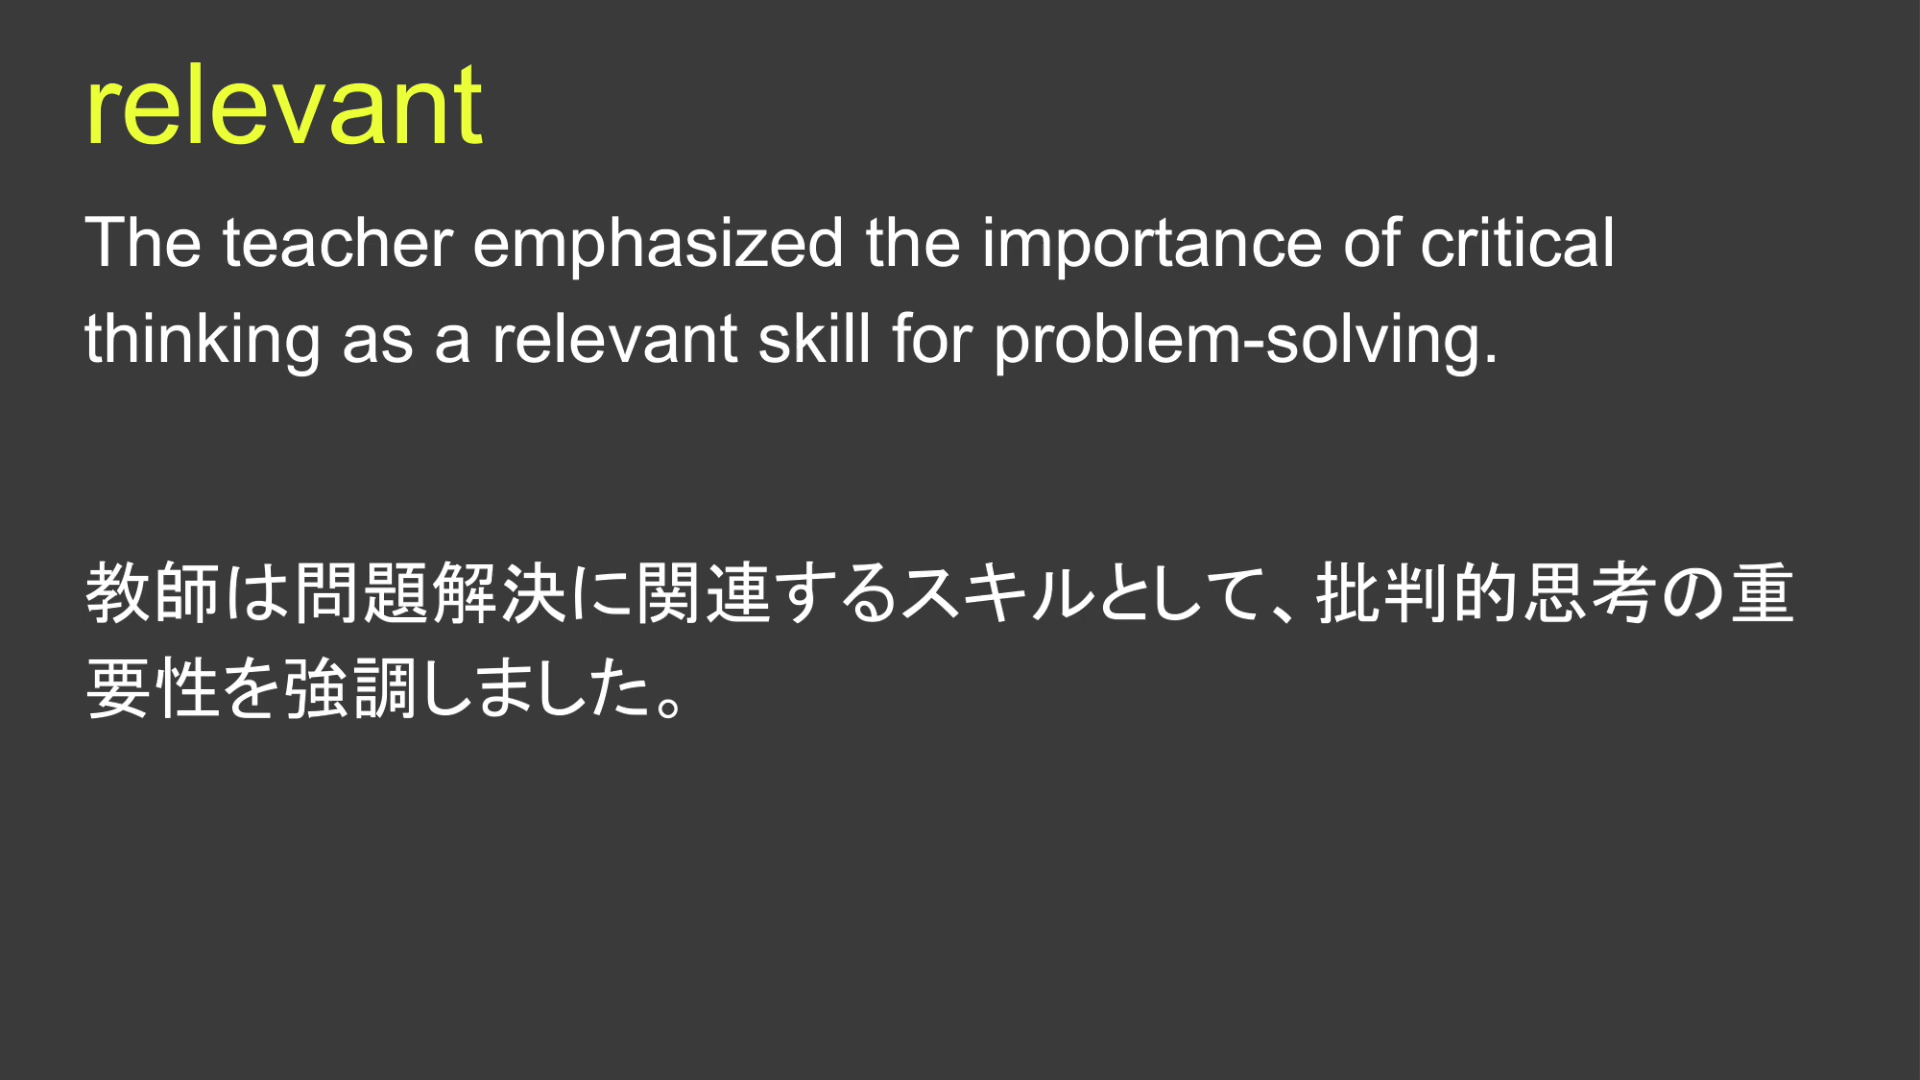 relevant
The teacher emphasized the importance of critical
thinking as a relevant skill for problem-solving.
教師は問題解決に関連するスキルとして、批判的思考の重
要性を強調しました。